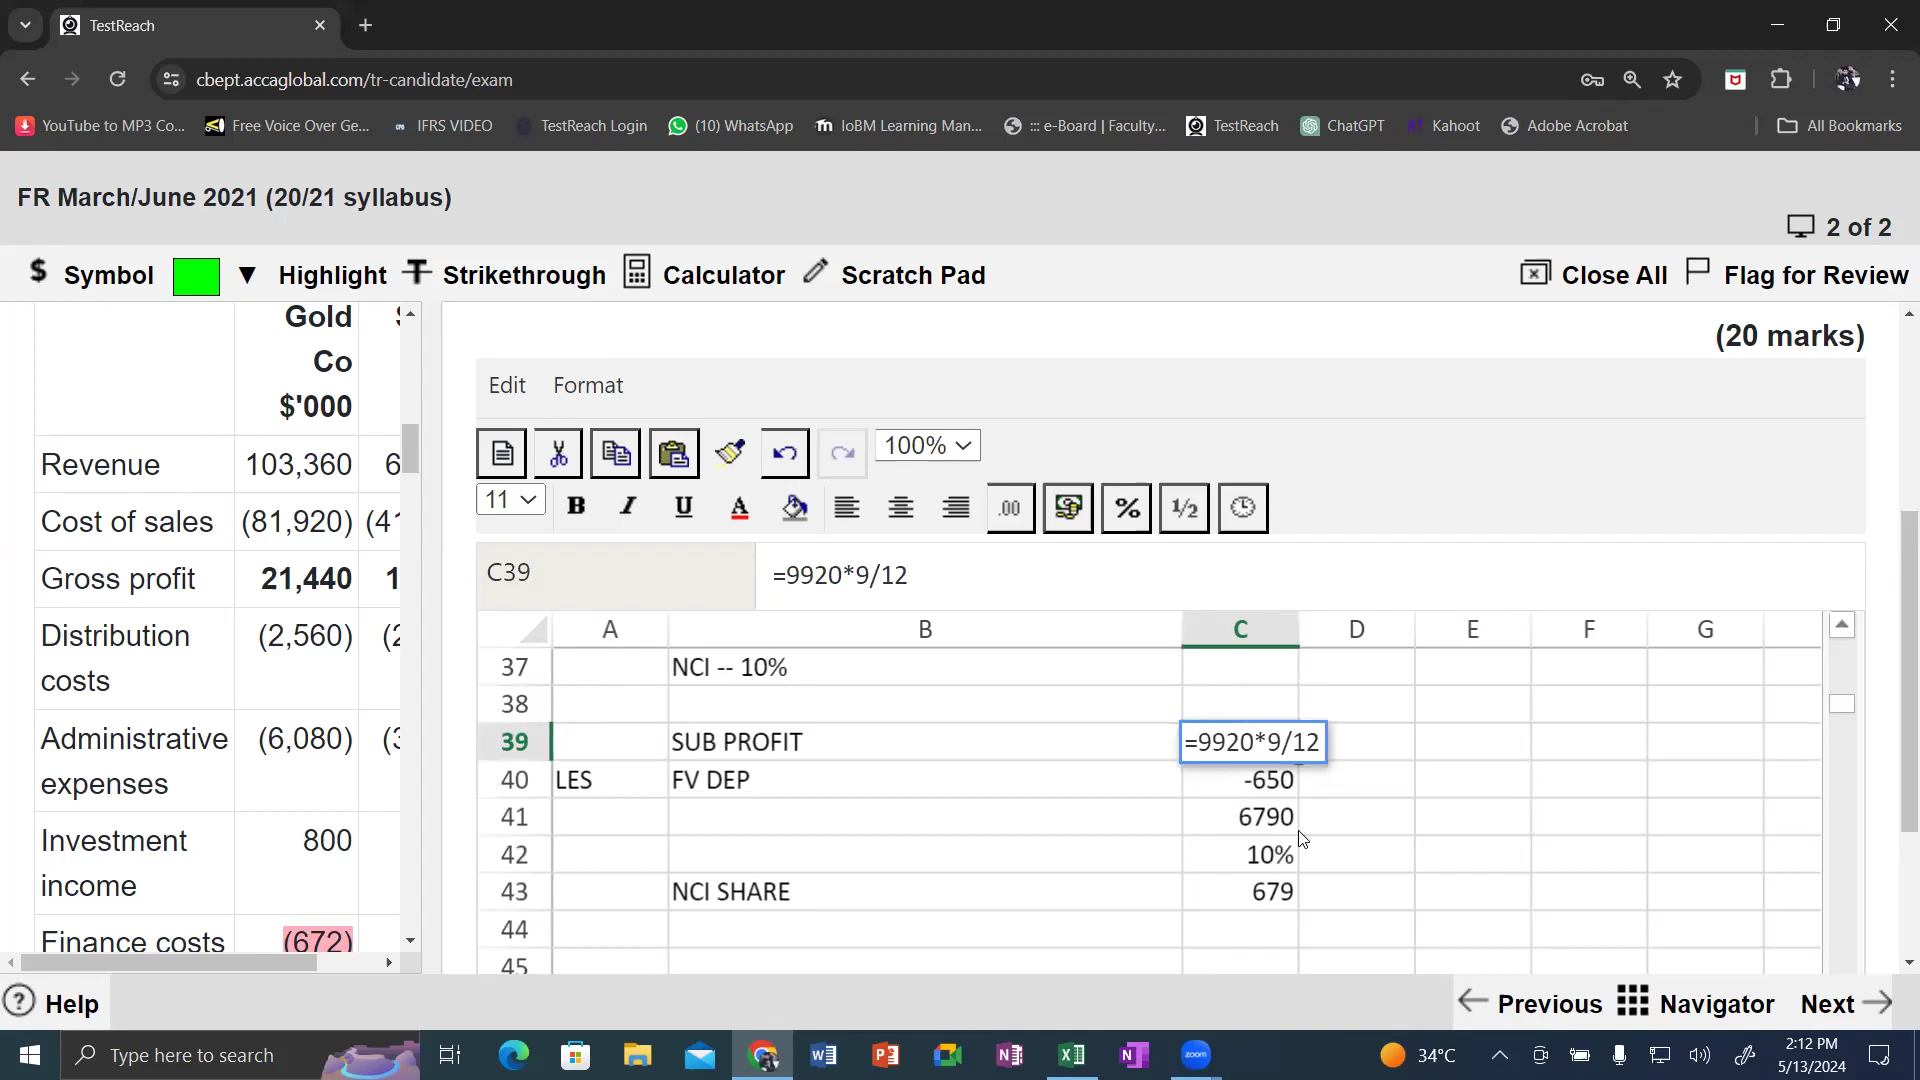 TestReach
cbept.accaglobal.com/tr-candidate/exam
YouTube to MP3 Co...
Free Voice Over Ge...
IFRS VIDEO
TestReach Login
(10) WhatsApp
IoBM Learning Man...
::: e-Board | Faculty...
TestReach
ChatGPT
Kahoot
Adobe Acrobat
All Bookmarks
FR March/June 2021 (20/21 syllabus)
2 of 2
$ Symbol
Highlight
Strikethrough
Calculator
Scratch Pad
Close All
Flag for Review
Gold
Co
$'000
Revenue 103,360 6
Cost of sales (81,920) (41
Gross profit 21,440 1
Distribution (2,560) (2
costs
Administrative (6,080) (3
expenses
Investment 800
income
Finance costs (672)
(20 marks)
Edit Format
100%
11 B I U A .00 % 1/2
C39 =9920*9/12
A B C D E F G
37 NCI -- 10%
38
39 SUB PROFIT =9920*9/12
40 LES FV DEP -650
41 6790
42 10%
43 NCI SHARE 679
44
45
Help
Previous
Navigator
Next
Type here to search
zoom
34°C
2:12 PM
5/13/2024